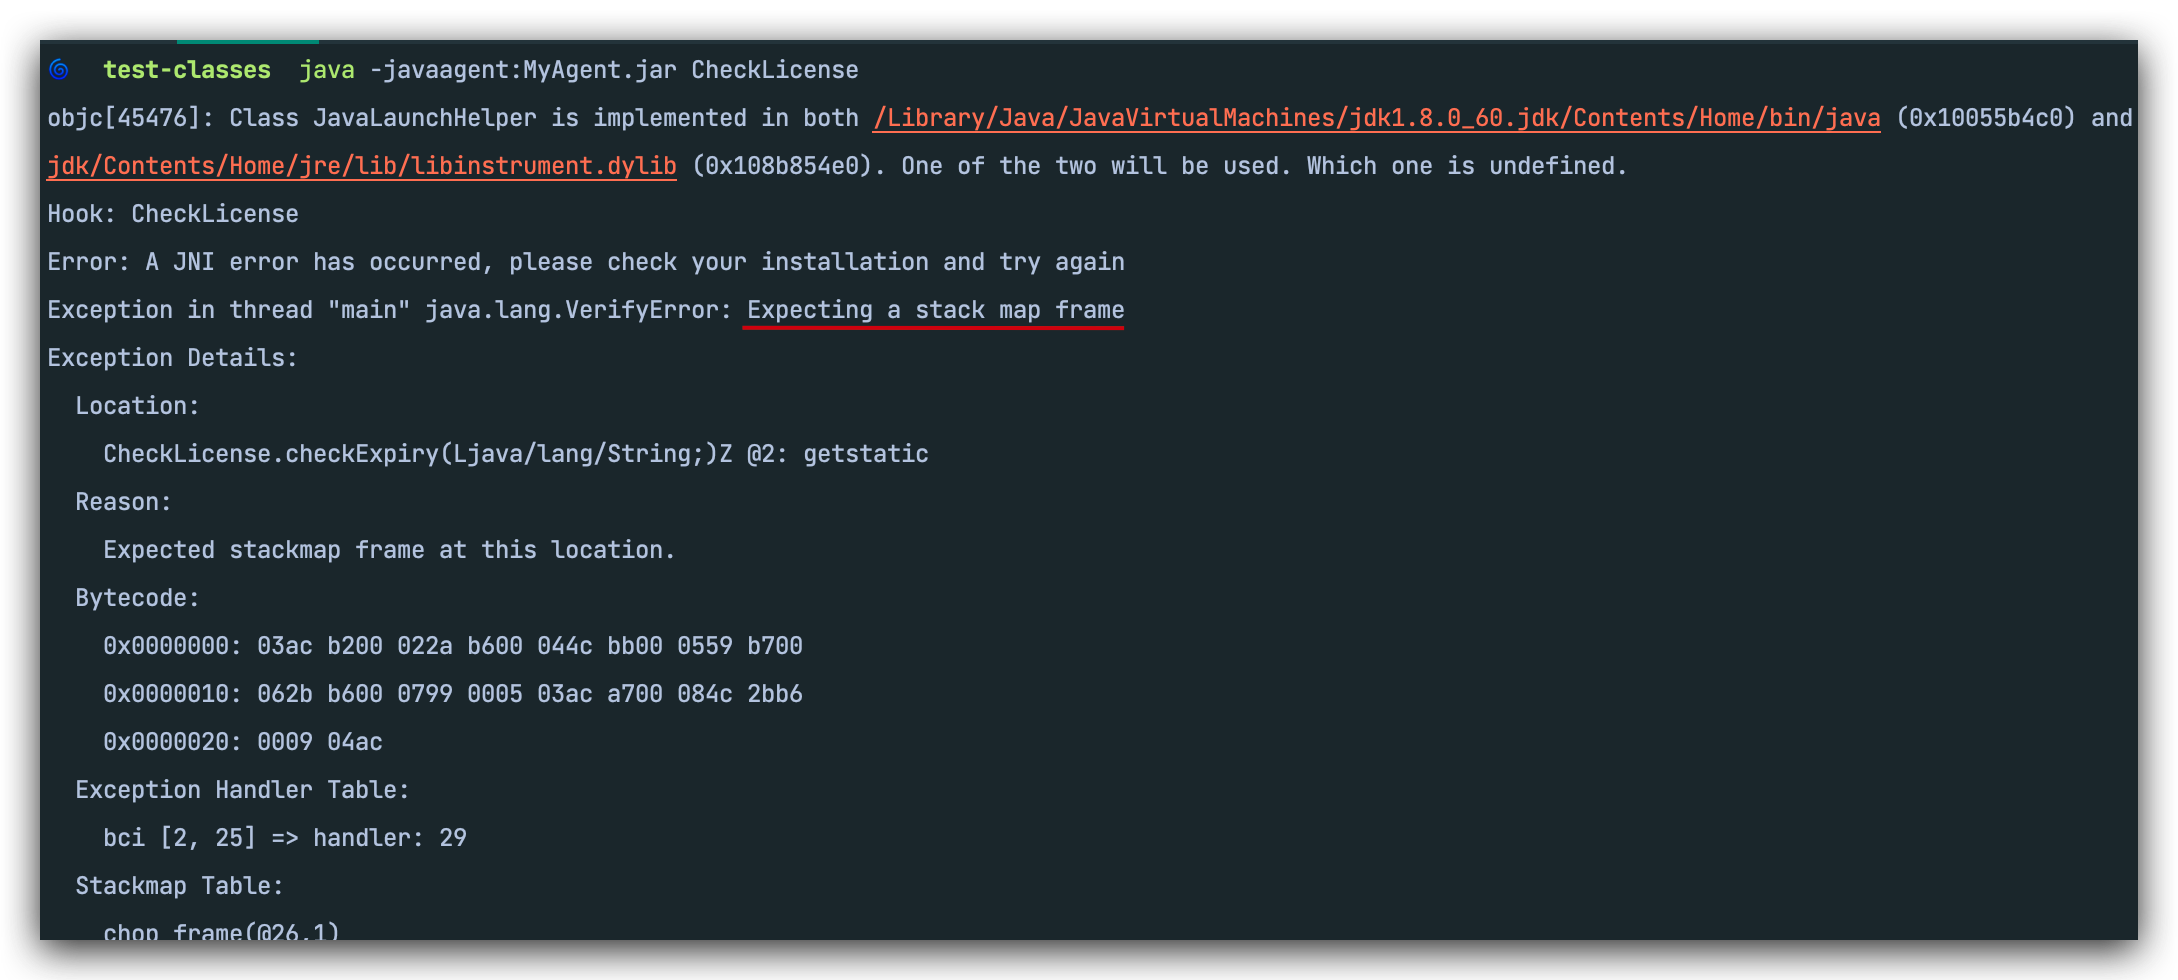 test-classes java -javaagent:MyAgent.jar CheckLicense
objc[45476]: Class JavaLaunchHelper is implemented in both /Library/Java/JavaVirtualMachines/jdk1.8.0_60.jdk/Contents/Home/bin/java (0x10055b4c0) and
jdk/Contents/Home/jre/lib/libinstrument.dylib (0x108b854e0). One of the two will be used. Which one is undefined.
Hook: CheckLicense
Error: A JNI error has occurred, please check your installation and try again
Exception in thread "main" java.lang.VerifyError: Expecting a stack map frame
Exception Details:
  Location:
    CheckLicense.checkExpiry(Ljava/lang/String;)Z @2: getstatic
  Reason:
    Expected stackmap frame at this location.
  Bytecode:
    0x0000000: 03ac b200 022a b600 044c bb00 0559 b700
    0x0000010: 062b b600 0799 0005 03ac a700 084c 2bb6
    0x0000020: 0009 04ac
  Exception Handler Table:
    bci [2, 25] => handler: 29
  Stackmap Table:
    chop_frame(@26,1)